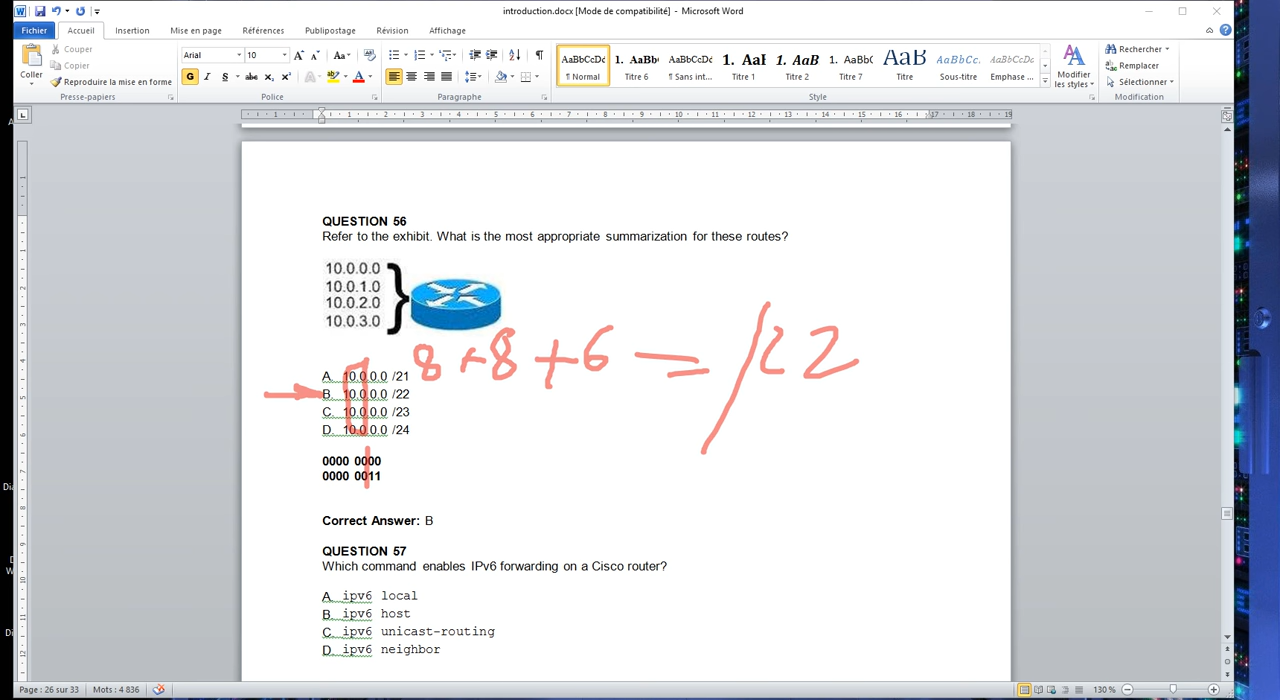 introduction.docx [Mode de compatibilité] - Microsoft Word
Fichier Accueil Insertion Mise en page Références Publipostage Révision Affichage
Couper
Copier
Reproduire la mise en forme
Coller
Presse-papiers
Arial 10
G I S abc x₂ x² Aa
Police
Paragraphe
AaBbCcDc 1. AaBb AaBbCcDc 1. AaI 1. AaB 1. AaBbC AaB AaBbCc. AaBbCcDc
¶ Normal Titre 6 ¶ Sans int... Titre 1 Titre 2 Titre 7 Titre Sous-titre Emphase ...
Modifier les styles
Style
Rechercher
Remplacer
Sélectionner
Modification
QUESTION 56
Refer to the exhibit. What is the most appropriate summarization for these routes?
10.0.0.0
10.0.1.0
10.0.2.0
10.0.3.0
8+8+6 = /22
A. 10.0.0.0 /21
B. 10.0.0.0 /22
C. 10.0.0.0 /23
D. 10.0.0.0 /24
0000 0000
0000 0011
Correct Answer: B
QUESTION 57
Which command enables IPv6 forwarding on a Cisco router?
A. ipv6 local
B. ipv6 host
C. ipv6 unicast-routing
D. ipv6 neighbor
Page : 26 sur 33 Mots : 4 836 130 %